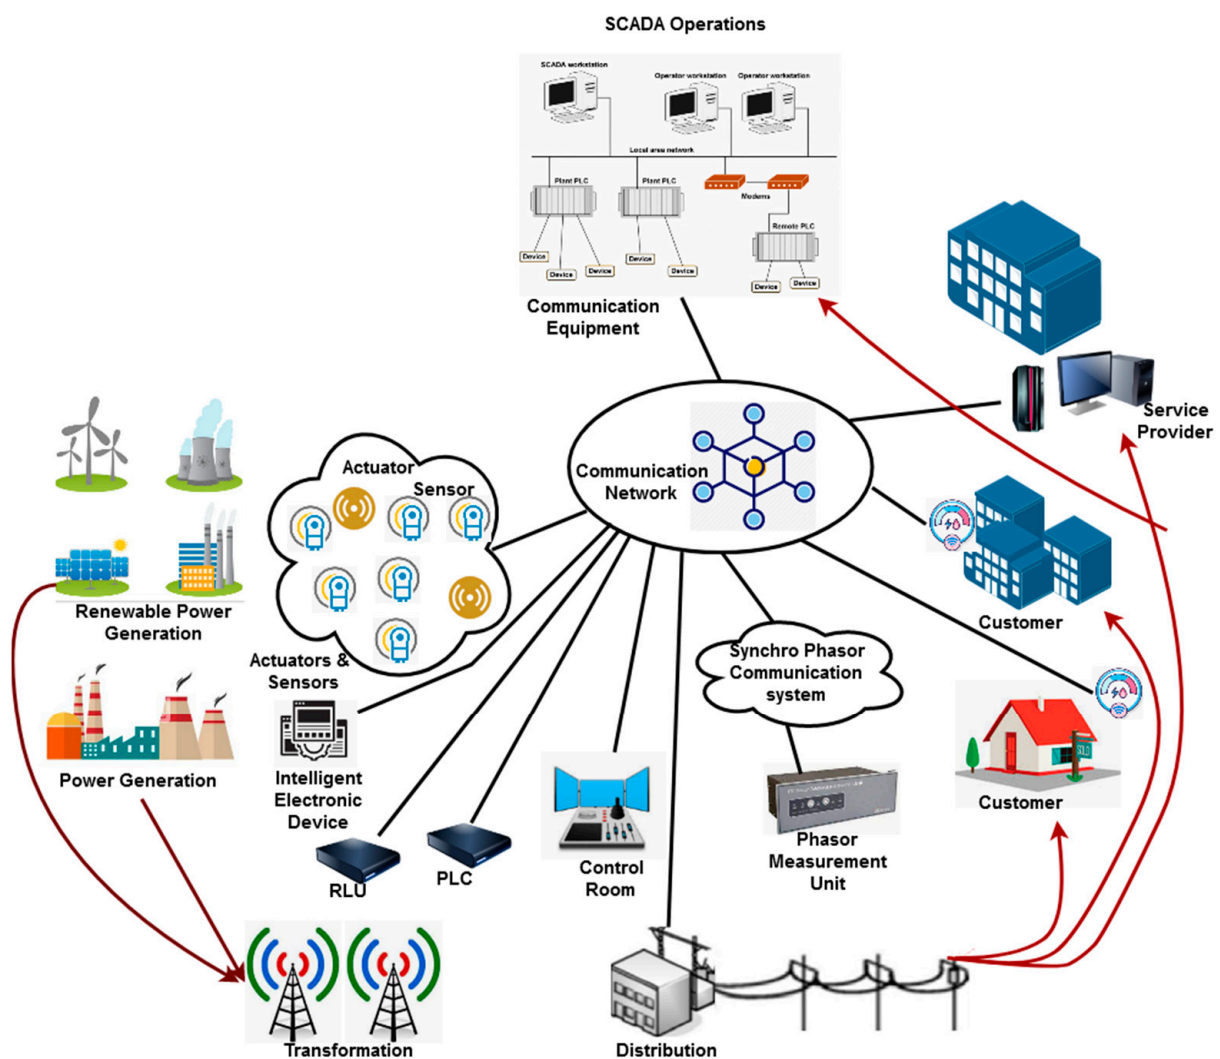 SCADA Operations
SCADA workstation
Operator workstation
Operator workstation
Local area network
Plant PLC
Plant PLC
Modems
Remote PLC
Device
Device
Device
Device
Device
Device
Device
Communication
Equipment
Service
Provider
Communication
Network
Actuator
Sensor
Renewable Power
Generation
Customer
Actuators &
Sensors
Synchro Phasor
Communication
system
Power Generation
Intelligent
Electronic
Device
SOLD
Customer
RLU
PLC
Control
Room
Phasor
Measurement
Unit
Transformation
Distribution